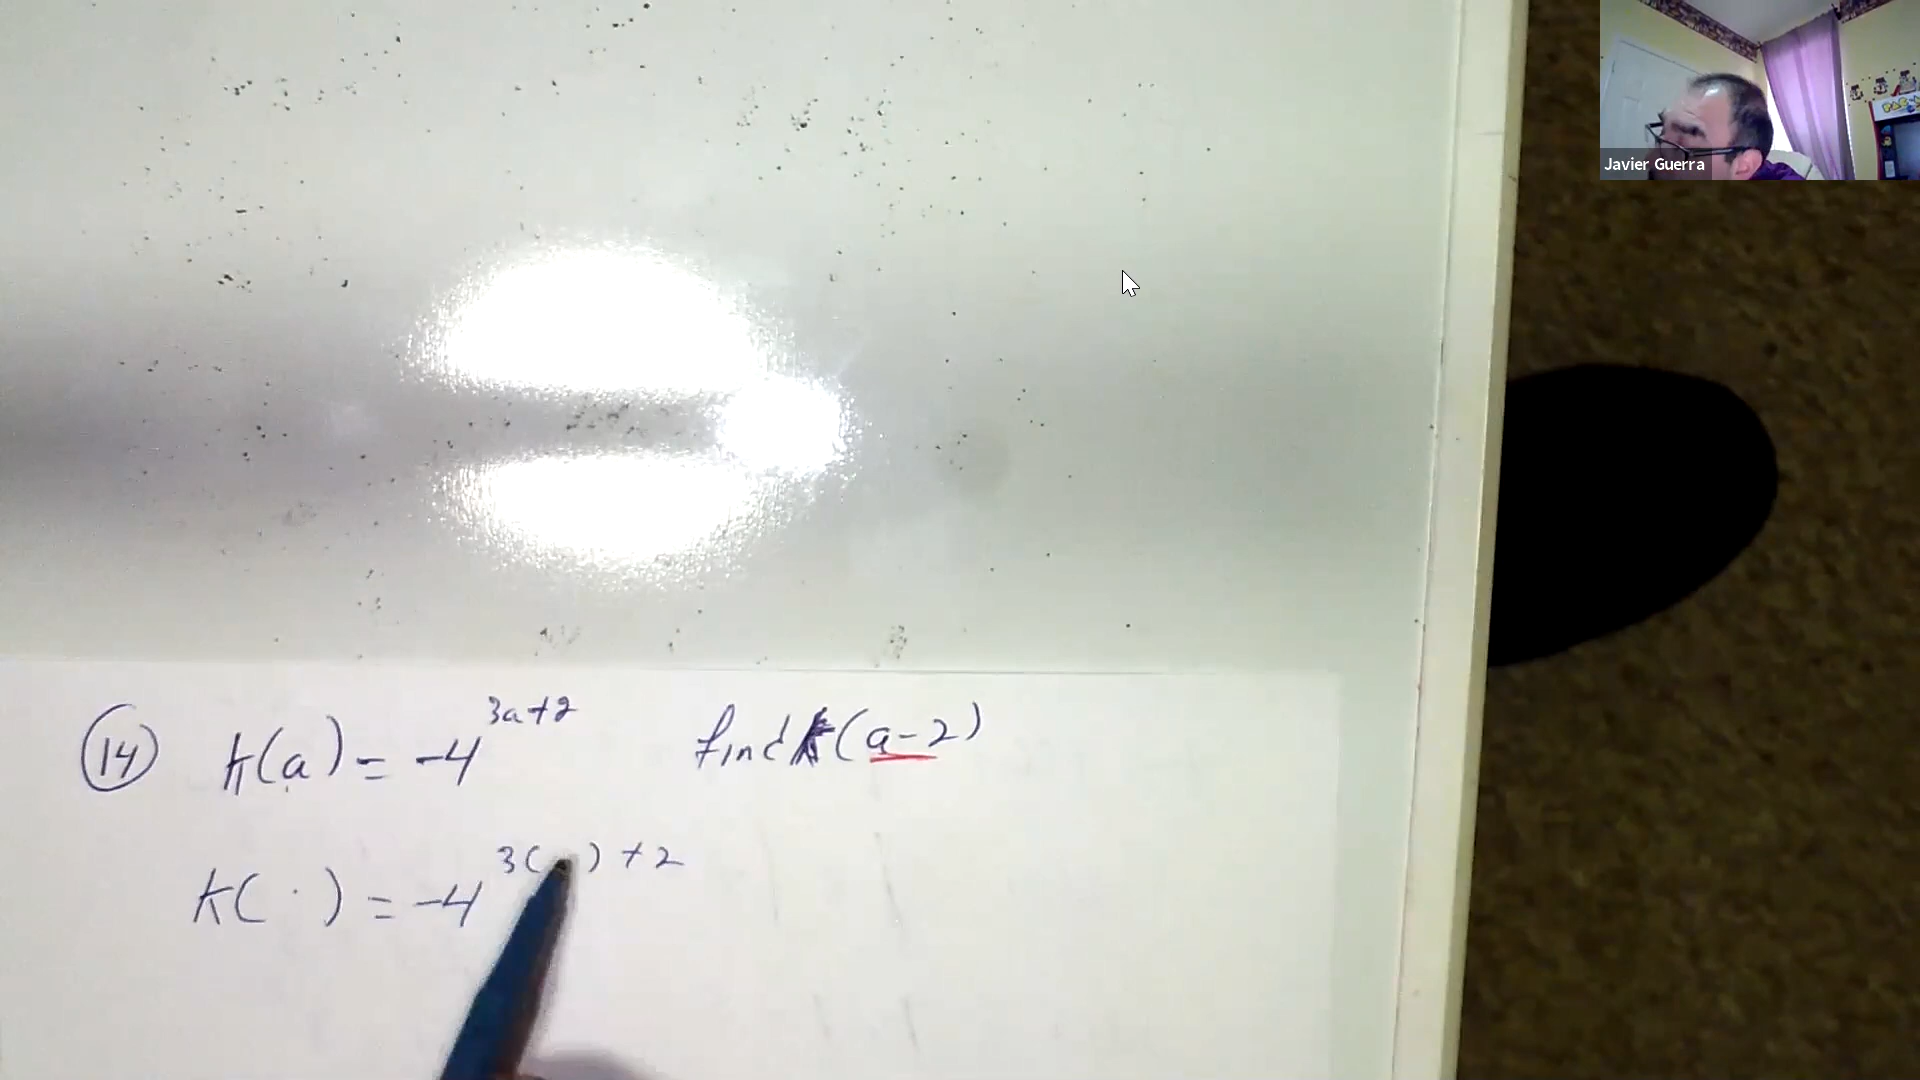 Javier Guerra
14 k(a) = -4^{3a+2} find k(a-2)
k( ) = -4^{3( )+2}